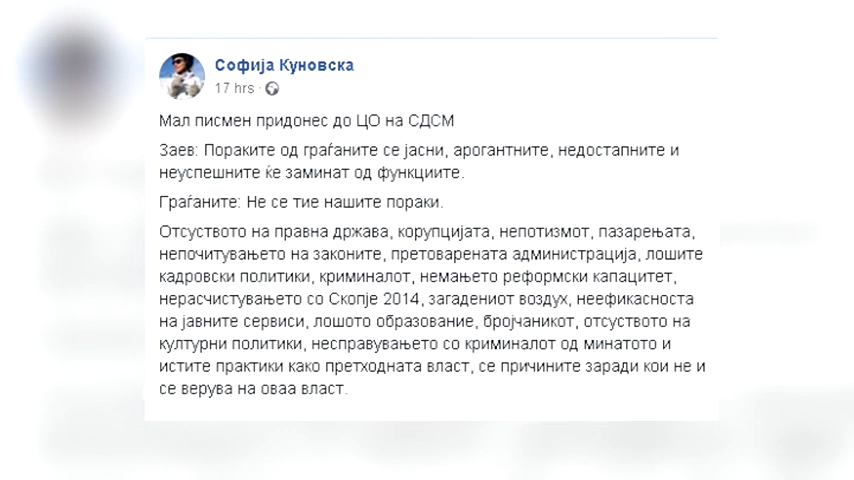 Софија Куновска
17 hrs ·
Мал писмен придонес до ЦО на СДСМ
Заев: Пораките од граѓаните се јасни, арогантните, недостапните и
неуспешните ќе заминат од функциите.
Граѓаните: Не се тие нашите пораки.
Отсуството на правна држава, корупцијата, непотизмот, пазарењата,
непочитувањето на законите, претоварената администрација, лошите
кадровски политики, криминалот, немањето реформски капацитет,
нерасчистувањето со Скопје 2014, загадениот воздух, неефикасноста
на јавните сервиси, лошото образование, бројчаникот, отсуството на
културни политики, несправувањето со криминалот од минатото и
истите практики како претходната власт, се причините заради кои не и
се верува на оваа власт.